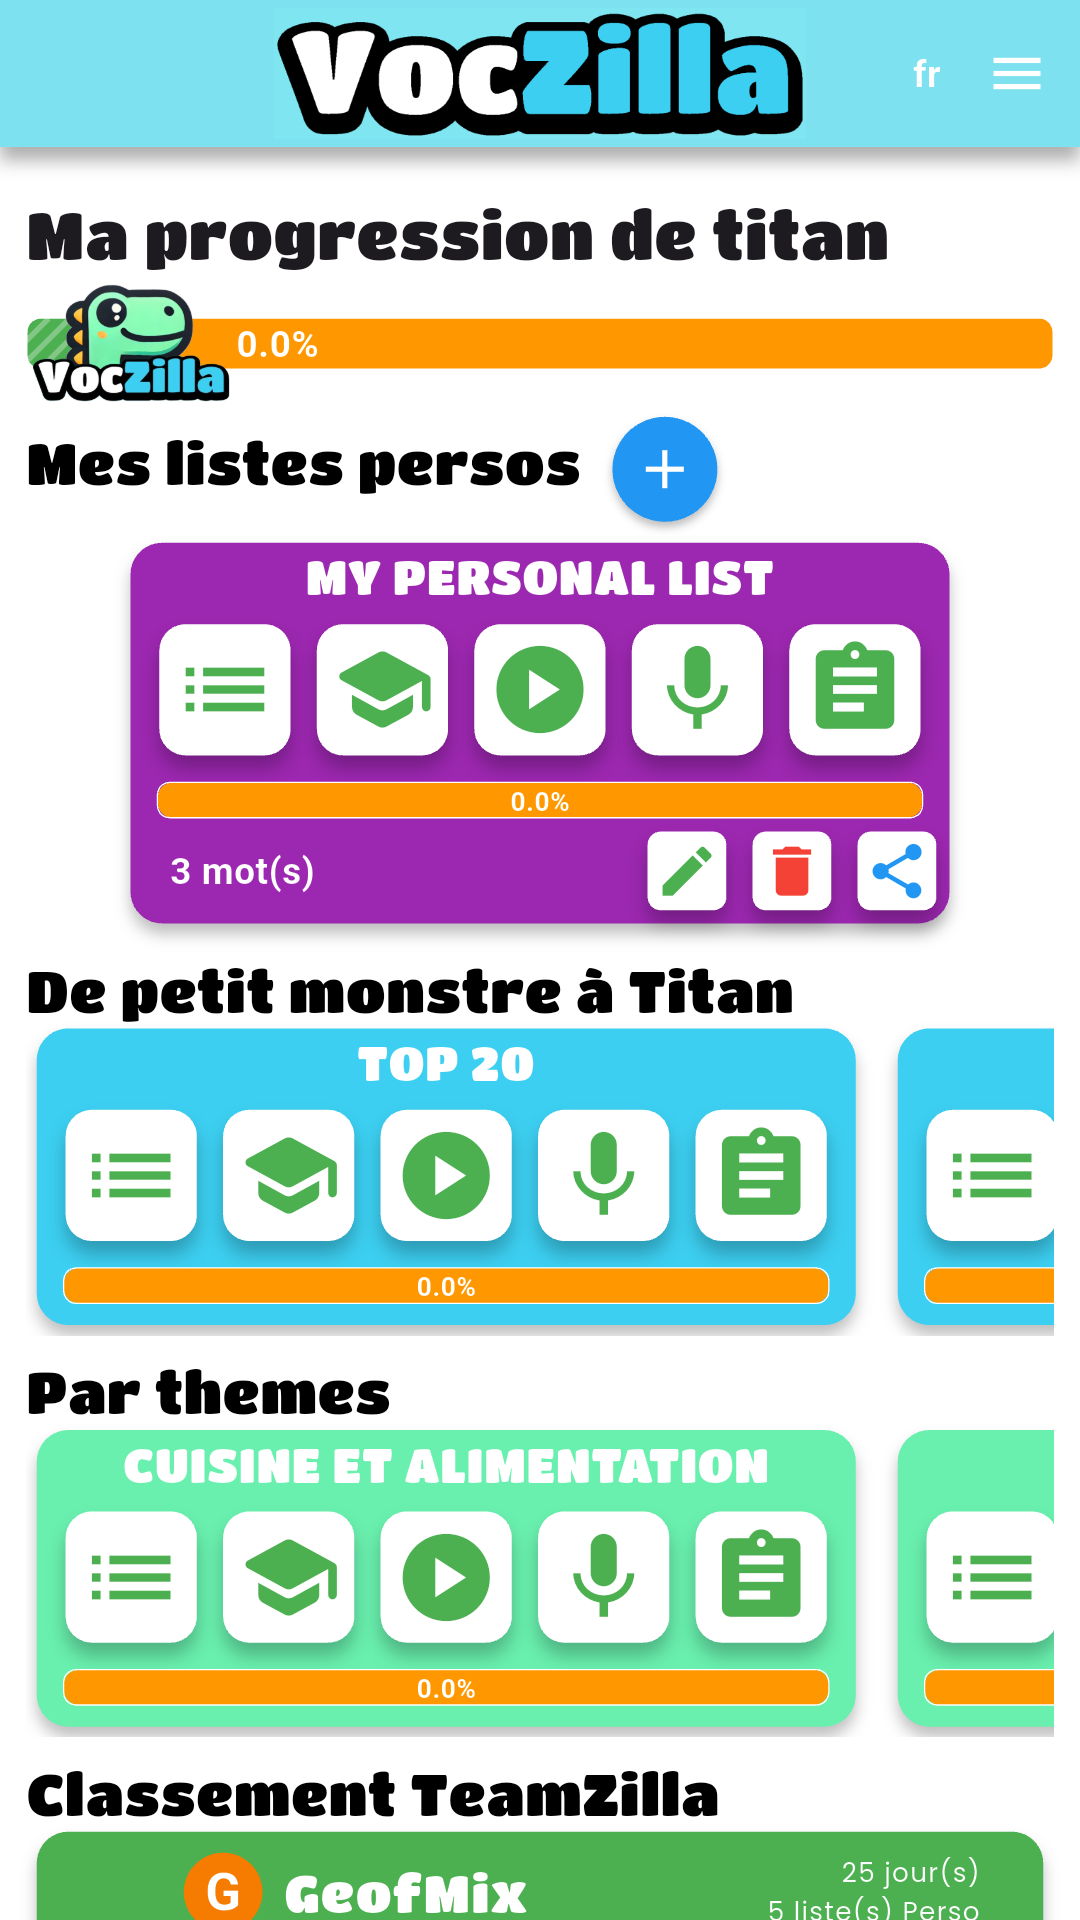 VocZilla
fr
Ma progression de titan
0.0%
VocZilla
Mes listes persos
MY PERSONAL LIST
0.0%
3 mot(s)
De petit monstre à Titan
TOP 20
0.0%
Par themes
CUISINE ET ALIMENTATION
0.0%
Classement TeamZilla
G
GeofMix
25 jour(s)
5 liste(s) Perso